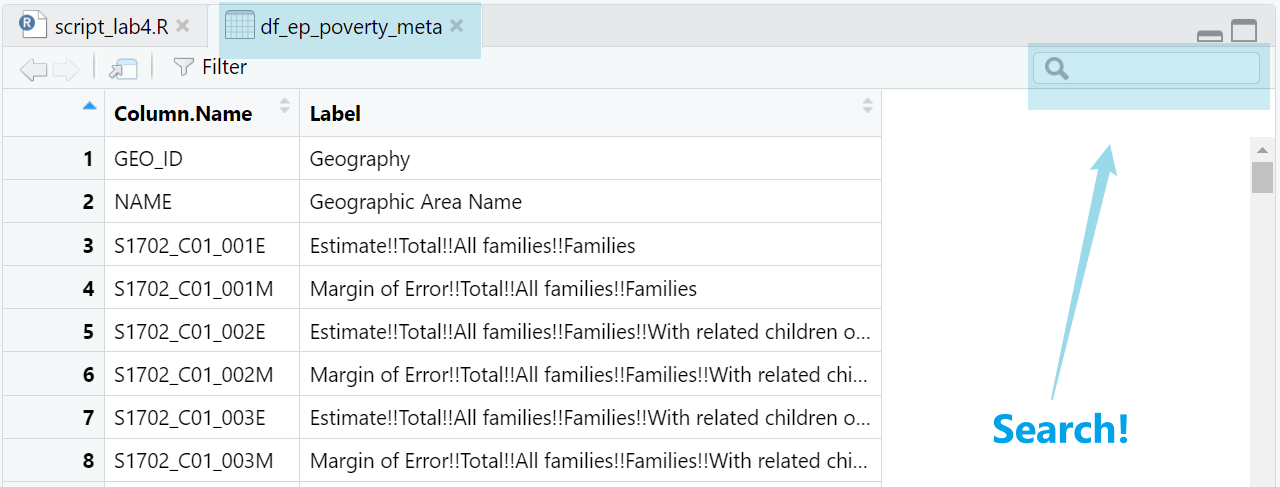 R script_lab4.R df_ep_poverty_meta
Filter
Column.Name Label
1 GEO_ID Geography
2 NAME Geographic Area Name
3 S1702_C01_001E Estimate!!Total!!All families!!Families
4 S1702_C01_001M Margin of Error!!Total!!All families!!Families
5 S1702_C01_002E Estimate!!Total!!All families!!Families!!With related children o...
6 S1702_C01_002M Margin of Error!!Total!!All families!!Families!!With related chi...
7 S1702_C01_003E Estimate!!Total!!All families!!Families!!With related children o...
8 S1702_C01_003M Margin of Error!!Total!!All families!!Families!!With related chi...
Search!